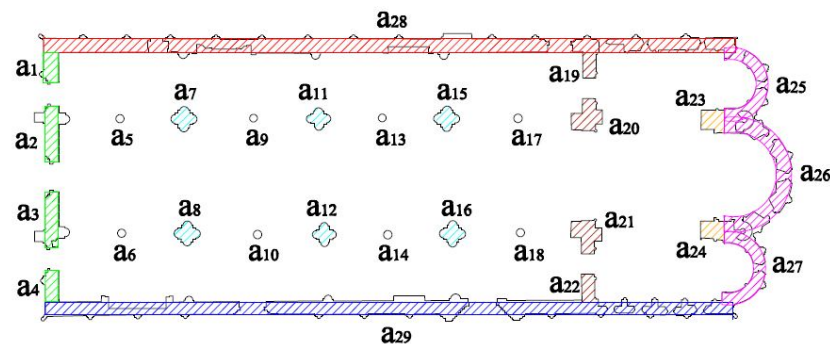 a28
a1 a19
a7 a11 a15 a23 a25
a2 a5 a9 a13 a17 a20
a26
a3 a8 a12 a16 a21
a6 a10 a14 a18 a24 a27
a4 a22
a29